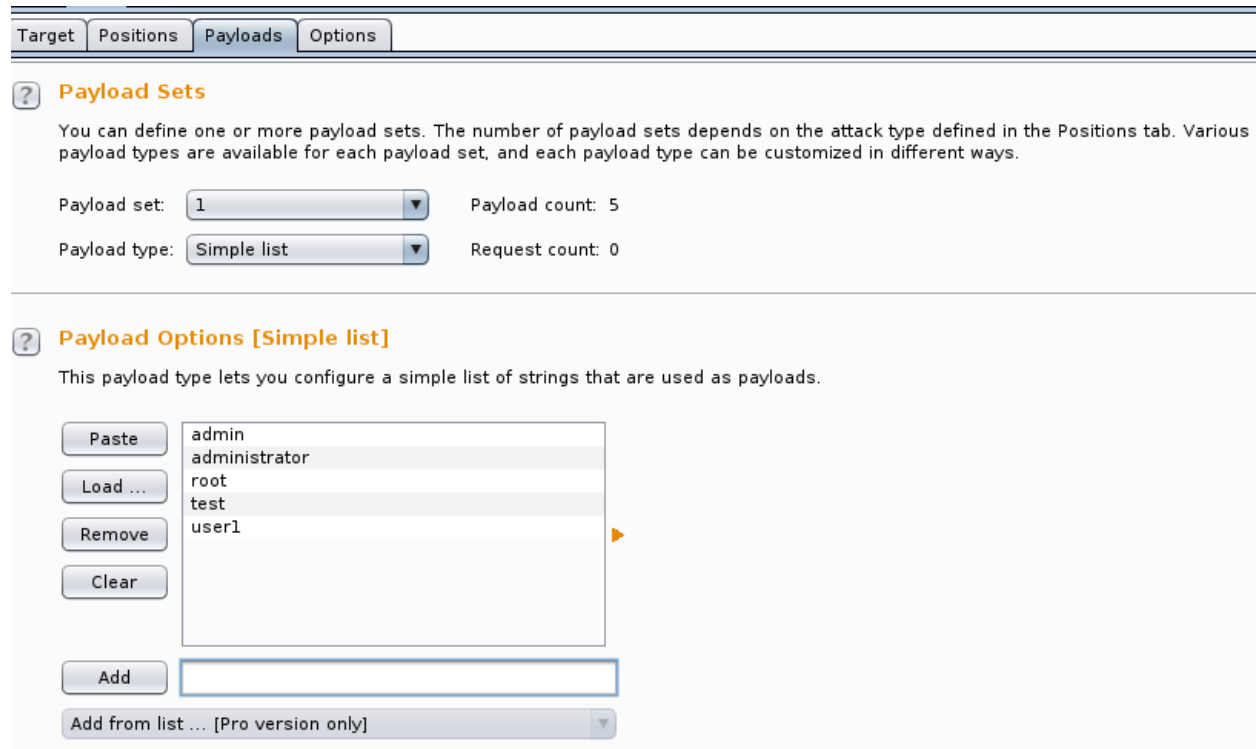 Target Positions Payloads Options
? Payload Sets
You can define one or more payload sets. The number of payload sets depends on the attack type defined in the Positions tab. Various
payload types are available for each payload set, and each payload type can be customized in different ways.
Payload set: 1 Payload count: 5
Payload type: Simple list Request count: 0
? Payload Options [Simple list]
This payload type lets you configure a simple list of strings that are used as payloads.
Paste
Load ...
Remove
Clear
admin
administrator
root
test
user1
Add
Add from list ... [Pro version only]